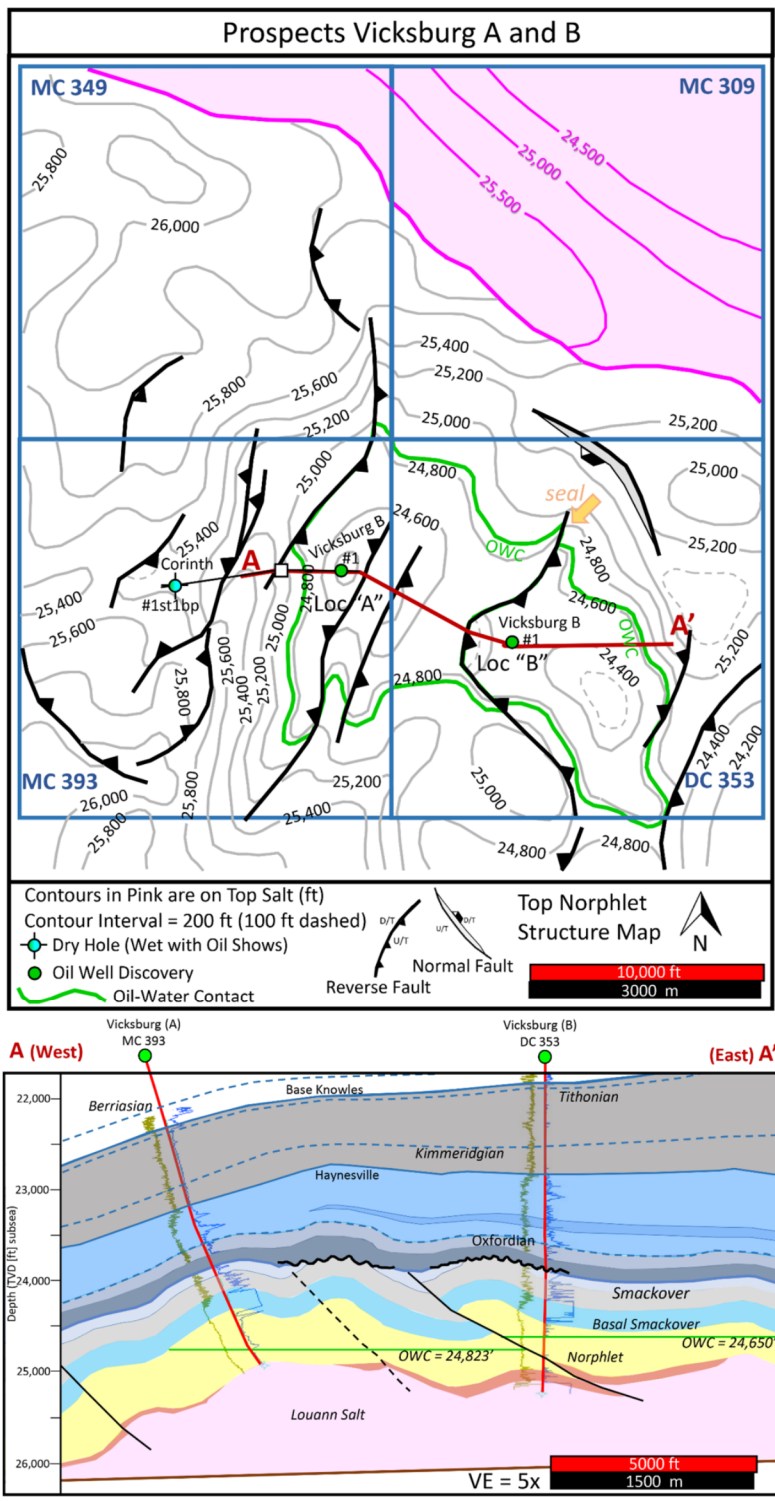 Prospects Vicksburg A and B
MC 349
MC 309
24,500
25,000
25,500
25,800
26,000
25,400
25,200
25,800
25,600
25,200
25,000
25,200
25,000
24,800
25,000
seal
24,600
25,200
OWC
25,400
Corinth
A
Vicksburg B
#1
24,800
24,800
#1st1bp
Loc "A"
24,600
OWC
Vicksburg B
#1
A'
25,400
25,600
25,000
Loc "B"
24,400
25,200
25,600
25,200
25,400
25,800
24,800
24,400
24,200
MC 393
25,800
26,000
25,800
25,200
25,400
25,000
DC 353
24,800
24,800
Contours in Pink are on Top Salt (ft)
Contour Interval = 200 ft (100 ft dashed)
Dry Hole (Wet with Oil Shows)
Oil Well Discovery
Oil-Water Contact
D/T
U/T
Reverse Fault
D/T
U/T
Normal Fault
Top Norphlet
Structure Map
N
10,000 ft
3000 m
A (West)
Vicksburg (A)
MC 393
Vicksburg (B)
DC 353
(East) A'
Depth (TVD [ft] subsea)
22,000
23,000
24,000
25,000
26,000
Berriasian
Base Knowles
Tithonian
Kimmeridgian
Haynesville
Oxfordian
Smackover
Basal Smackover
OWC = 24,650'
OWC = 24,823'
Norphlet
Louann Salt
VE = 5x
5000 ft
1500 m